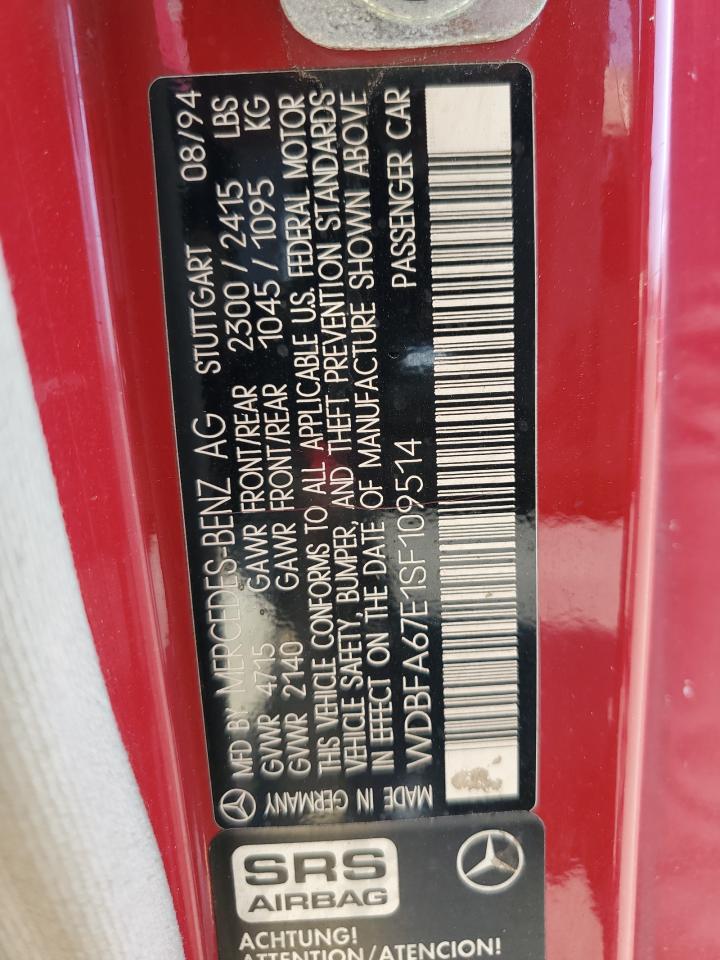 MFD BY MERCEDES-BENZ AG STUTTGART 08/94
GVWR 4715 GAWR FRONT/REAR 2300 / 2415 LBS
GVWR 2140 GAWR FRONT/REAR 1045 / 1095 KG
THIS VEHICLE CONFORMS TO ALL APPLICABLE U.S. FEDERAL MOTOR
VEHICLE SAFETY, BUMPER, AND THEFT PREVENTION STANDARDS
IN EFFECT ON THE DATE OF MANUFACTURE SHOWN ABOVE
MADE IN GERMANY WDBFA67E1SF109514 PASSENGER CAR
SRS
AIRBAG
ACHTUNG!
ATTENTION/ATENCION!